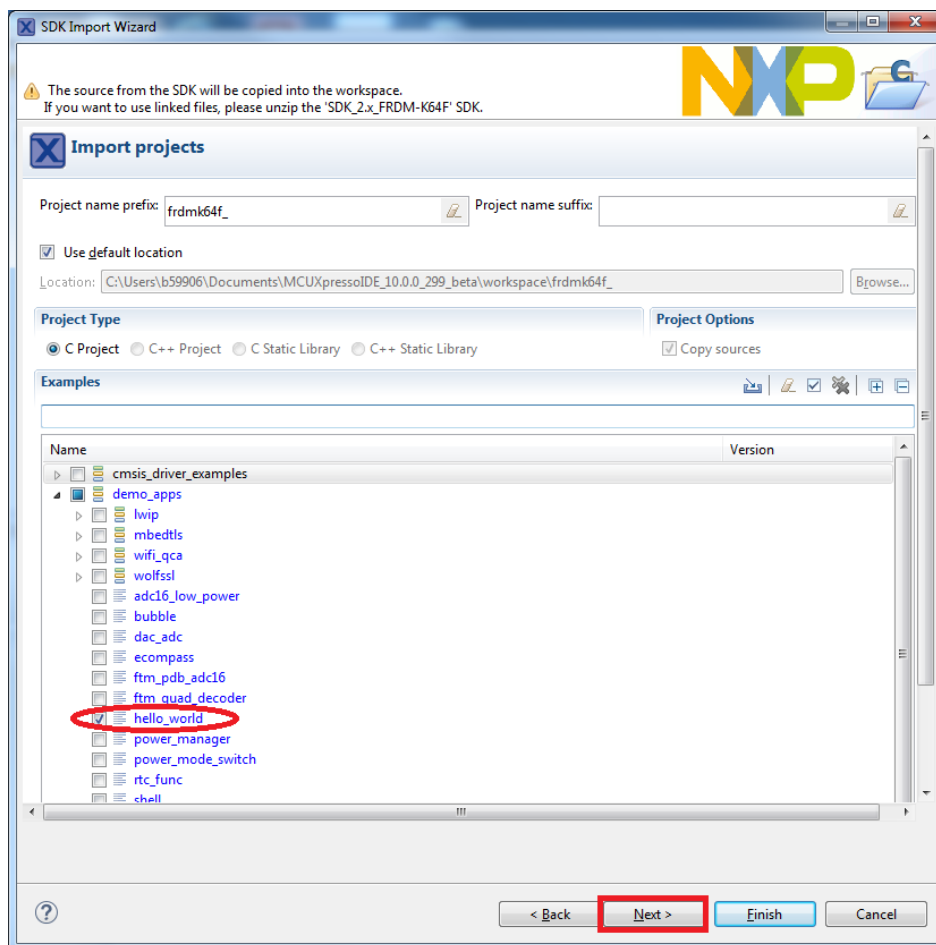 SDK Import Wizard
The source from the SDK will be copied into the workspace.
If you want to use linked files, please unzip the 'SDK_2.x_FRDM-K64F' SDK.
NXP
C
X Import projects
Project name prefix: frdmk64f_ Project name suffix:
Use default location
Location: C:\Users\b59906\Documents\MCUXpressoIDE_10.0.0_299_beta\workspace\frdmk64f_ Browse...
Project Type Project Options
C Project C++ Project C Static Library C++ Static Library Copy sources
Examples
Name Version
cmsis_driver_examples
demo_apps
lwip
mbedtls
wifi_qca
wolfssl
adc16_low_power
bubble
dac_adc
ecompass
ftm_pdb_adc16
ftm_quad_decoder
hello_world
power_manager
power_mode_switch
rtc_func
shell
? < Back Next > Finish Cancel